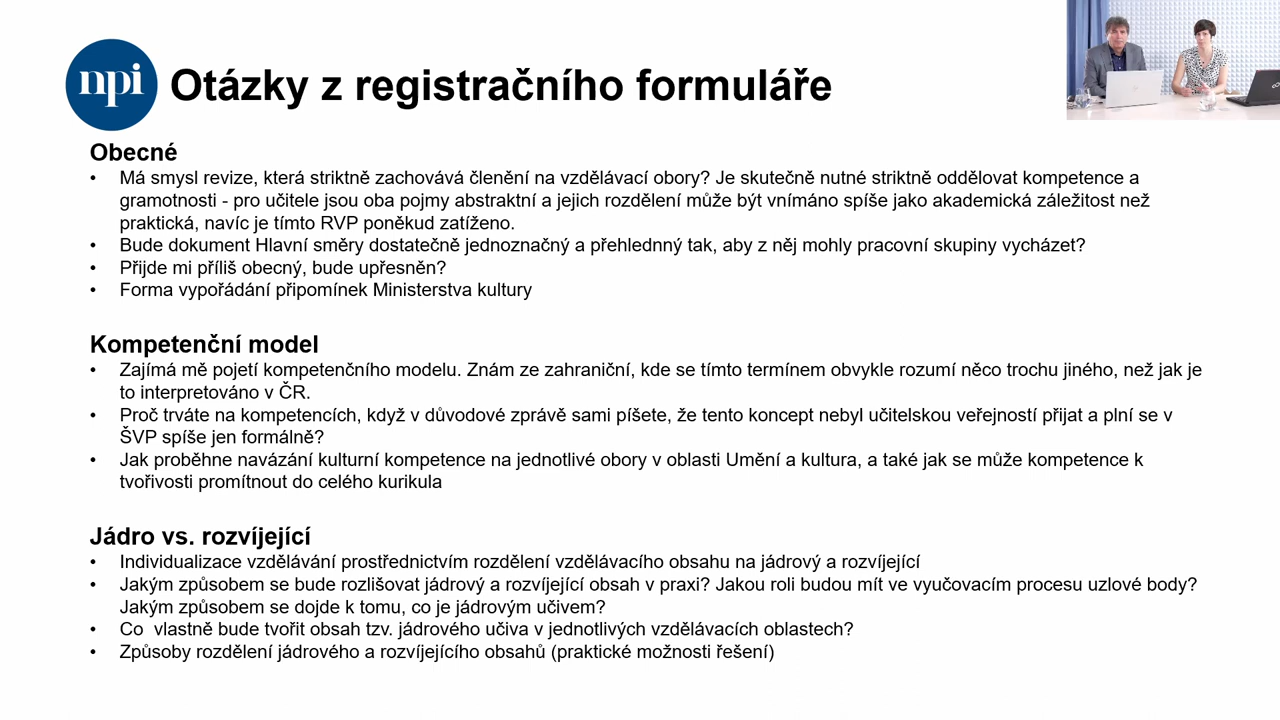 npi
Otázky z registračního formuláře
Obecné
• Má smysl revize, která striktně zachovává členění na vzdělávací obory? Je skutečně nutné striktně oddělovat kompetence a
gramotnosti - pro učitele jsou oba pojmy abstraktní a jejich rozdělení může být vnímáno spíše jako akademická záležitost než
praktická, navíc je tímto RVP poněkud zatíženo.
• Bude dokument Hlavní směry dostatečně jednoznačný a přehlednný tak, aby z něj mohly pracovní skupiny vycházet?
• Přijde mi příliš obecný, bude upřesněn?
• Forma vypořádání připomínek Ministerstva kultury
Kompetenční model
• Zajímá mě pojetí kompetenčního modelu. Znám ze zahraniční, kde se tímto termínem obvykle rozumí něco trochu jiného, než jak je
to interpretováno v ČR.
• Proč trváte na kompetencích, když v důvodové zprávě sami píšete, že tento koncept nebyl učitelskou veřejností přijat a plní se v
ŠVP spíše jen formálně?
• Jak proběhne navázání kulturní kompetence na jednotlivé obory v oblasti Umění a kultura, a také jak se může kompetence k
tvořivosti promítnout do celého kurikula
Jádro vs. rozvíjející
• Individualizace vzdělávání prostřednictvím rozdělení vzdělávacího obsahu na jádrový a rozvíjející
• Jakým způsobem se bude rozlišovat jádrový a rozvíjející obsah v praxi? Jakou roli budou mít ve vyučovacím procesu uzlové body?
Jakým způsobem se dojde k tomu, co je jádrovým učivem?
• Co  vlastně bude tvořit obsah tzv. jádrového učiva v jednotlivých vzdělávacích oblastech?
• Způsoby rozdělení jádrového a rozvíjejícího obsahů (praktické možnosti řešení)